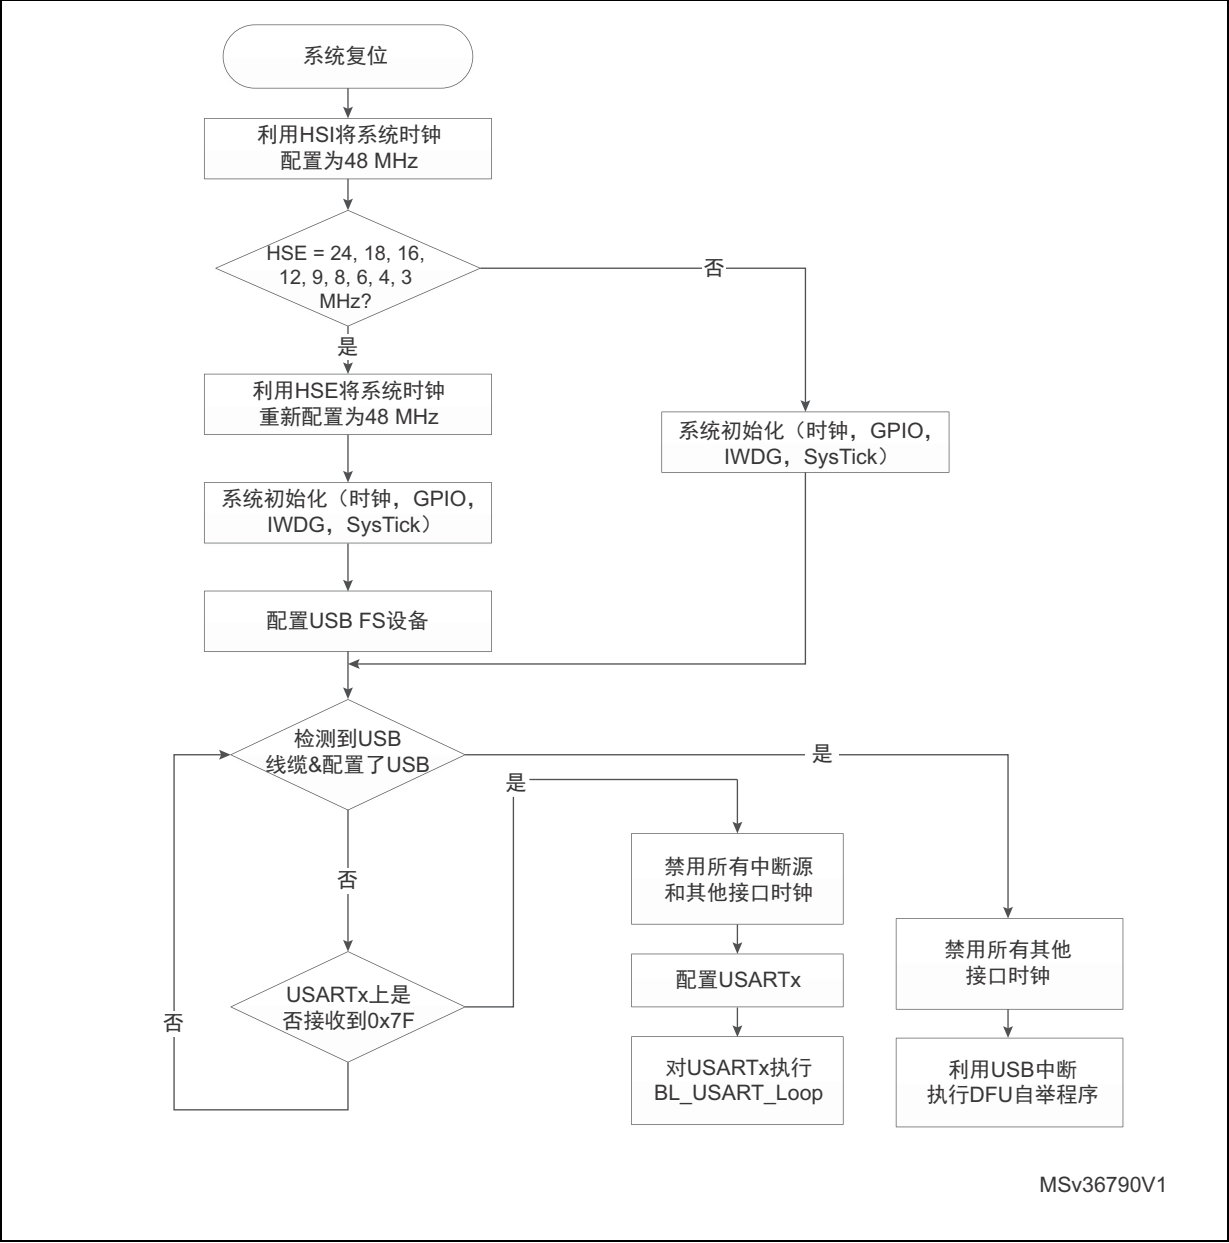 系统复位
利用HSI将系统时钟
配置为48 MHz
HSE = 24, 18, 16,
12, 9, 8, 6, 4, 3
MHz?
否
是
利用HSE将系统时钟
重新配置为48 MHz
系统初始化（时钟，GPIO，
IWDG，SysTick）
系统初始化（时钟，GPIO，
IWDG，SysTick）
配置USB FS设备
检测到USB
线缆&配置了USB
是
是
否
禁用所有中断源
和其他接口时钟
禁用所有其他
接口时钟
配置USARTx
USARTx上是
否接收到0x7F
否
对USARTx执行
BL_USART_Loop
利用USB中断
执行DFU自举程序
MSv36790V1